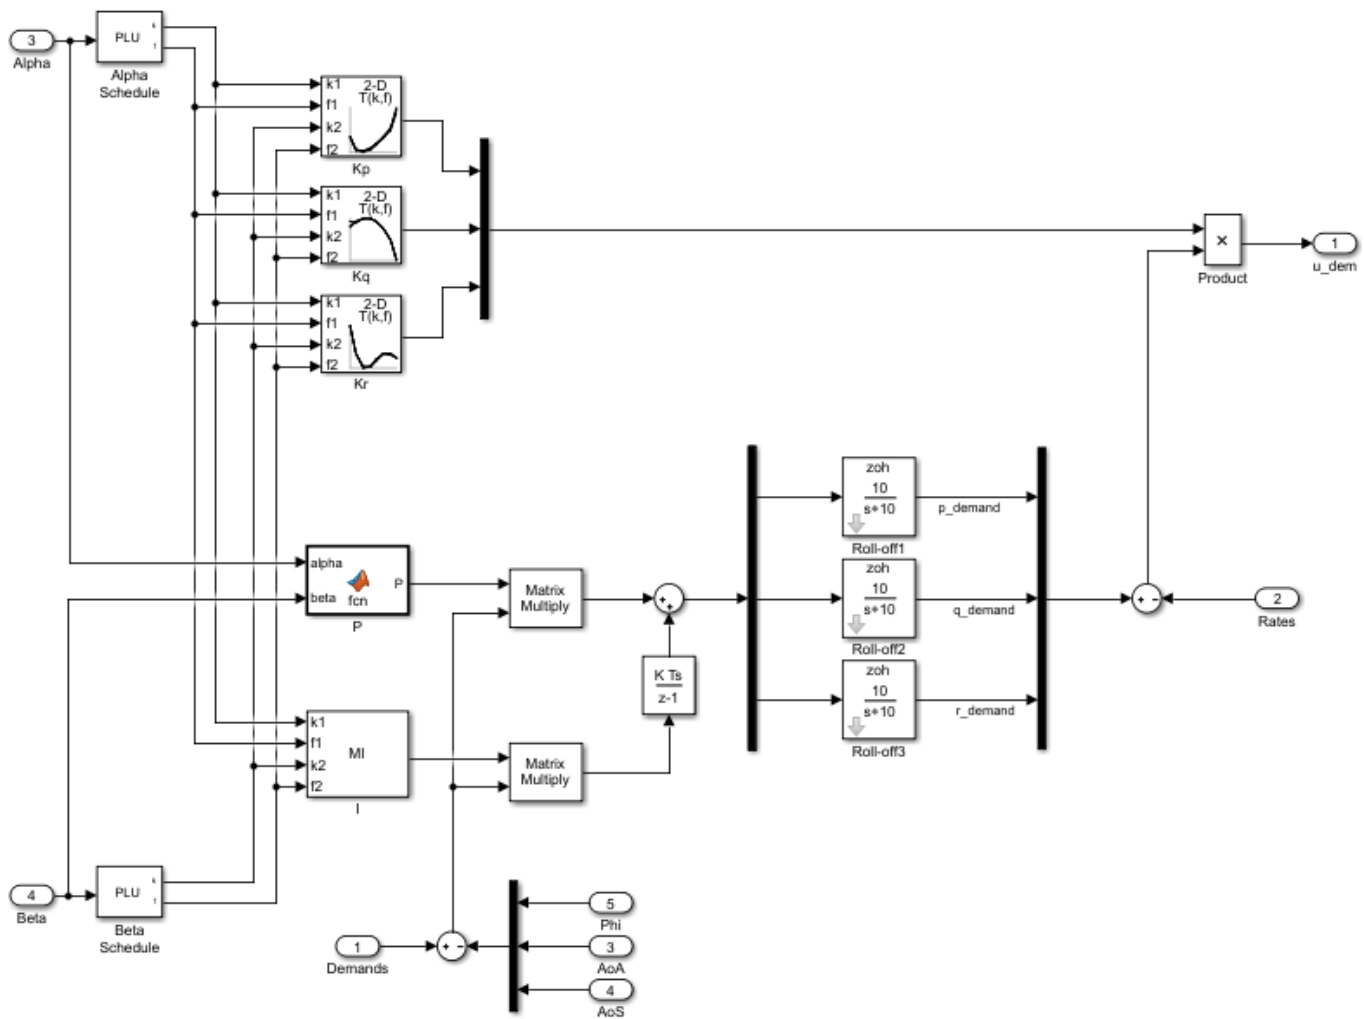 3
Alpha
PLU
k
f
Alpha
Schedule
k1
f1
k2
f2
2-D
T(k,f)
Kp
k1
f1
k2
f2
2-D
T(k,f)
Kq
k1
f1
k2
f2
2-D
T(k,f)
Kr
×
Product
1
u_dem
alpha
beta
fcn
P
P
Matrix
Multiply
+
+
K Ts
z-1
zoh
10
s+10
Roll-off1
p_demand
zoh
10
s+10
Roll-off2
q_demand
zoh
10
s+10
Roll-off3
r_demand
+ -
2
Rates
k1
f1
k2
f2
MI
I
Matrix
Multiply
4
Beta
PLU
k
f
Beta
Schedule
1
Demands
+ -
5
Phi
3
AoA
4
AoS